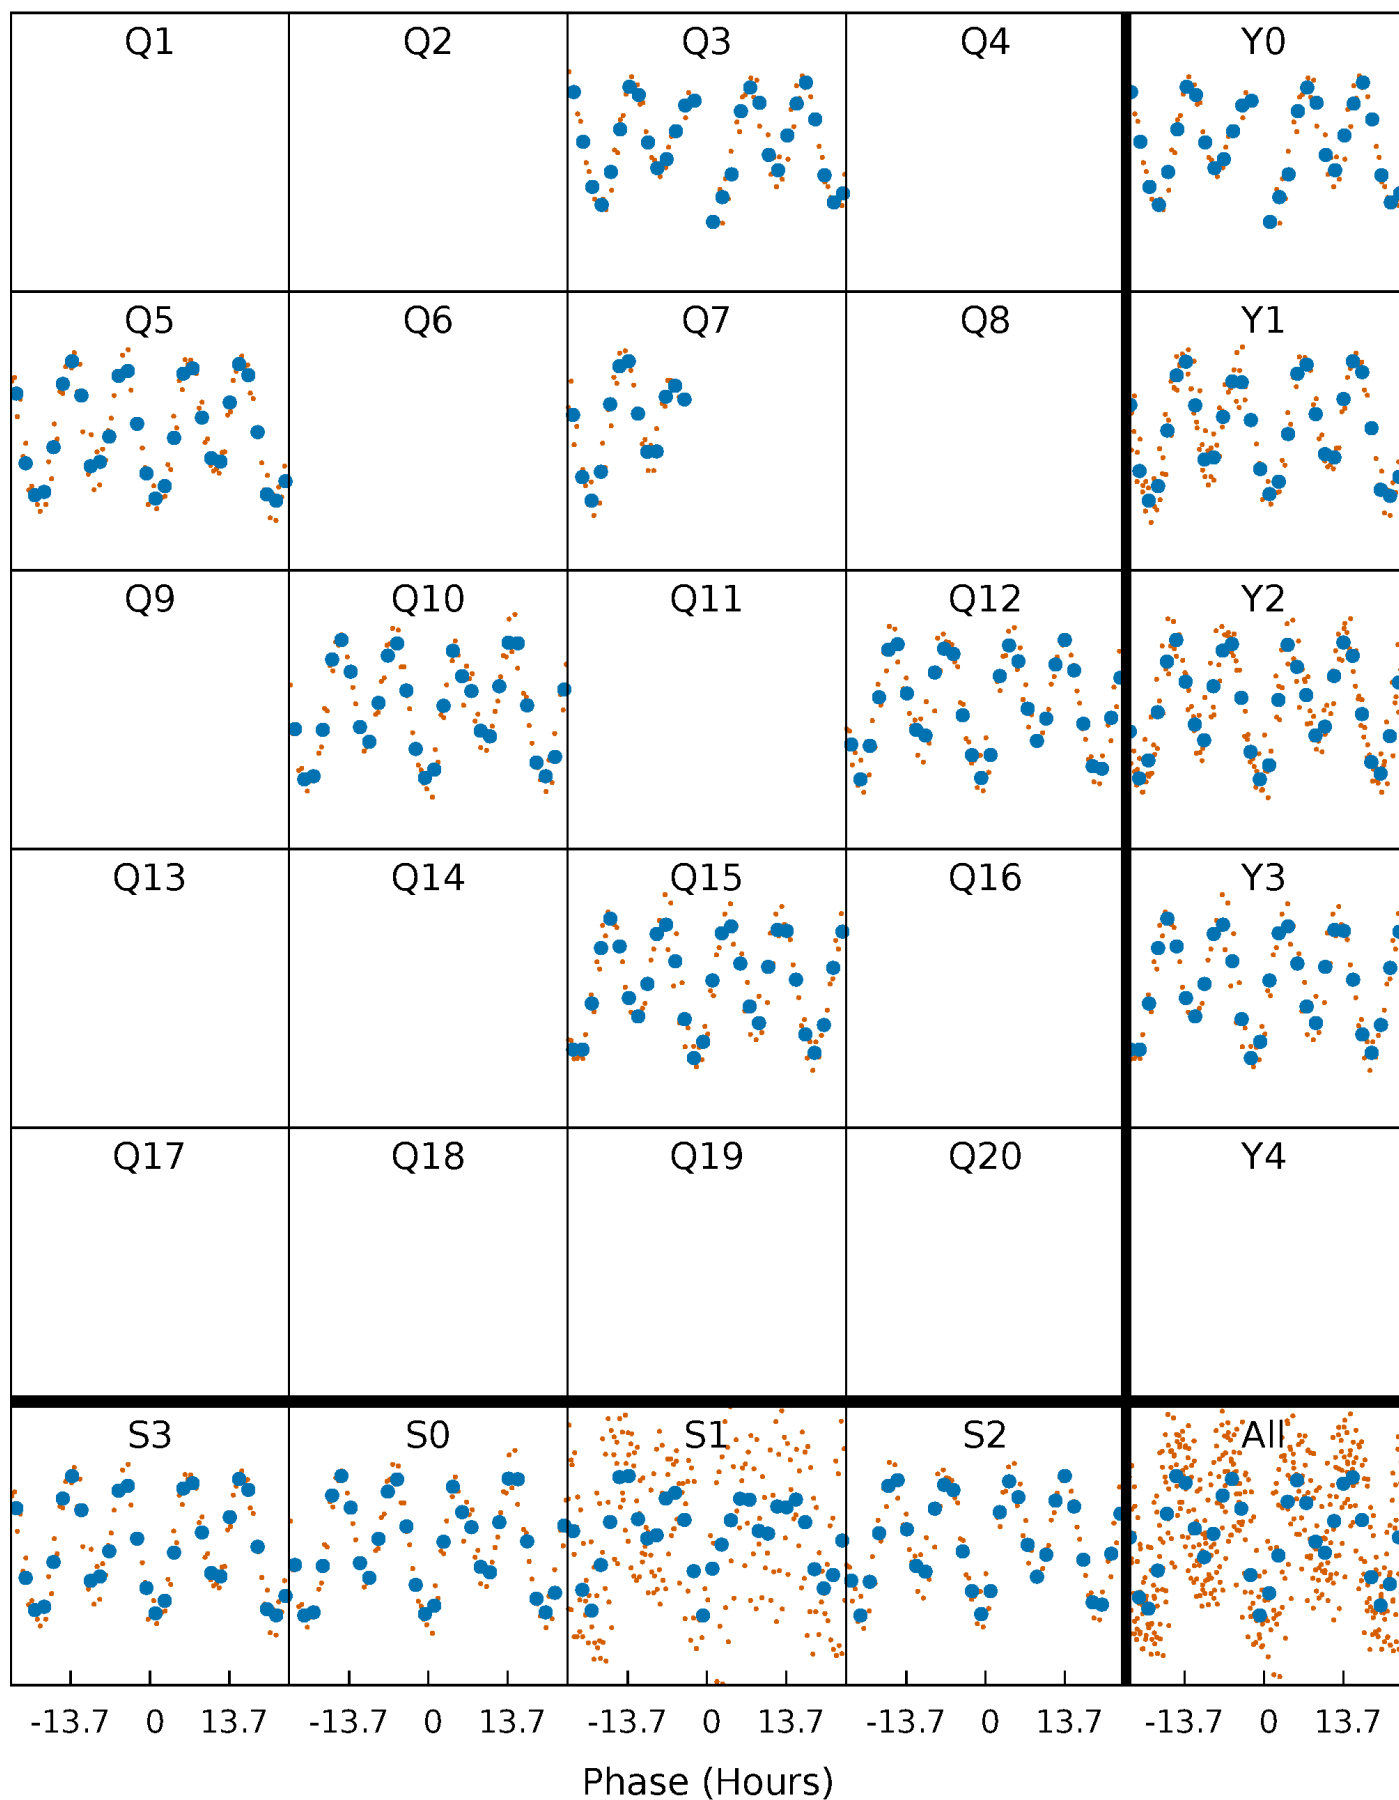 Q1 Q2 Q3 Q4 Y0
Q5 Q6 Q7 Q8 Y1
Q9 Q10 Q11 Q12 Y2
Q13 Q14 Q15 Q16 Y3
Q17 Q18 Q19 Q20 Y4
S3 S0 S1 S2 All
-13.7 0 13.7 -13.7 0 13.7 -13.7 0 13.7 -13.7 0 13.7 -13.7 0 13.7
Phase (Hours)